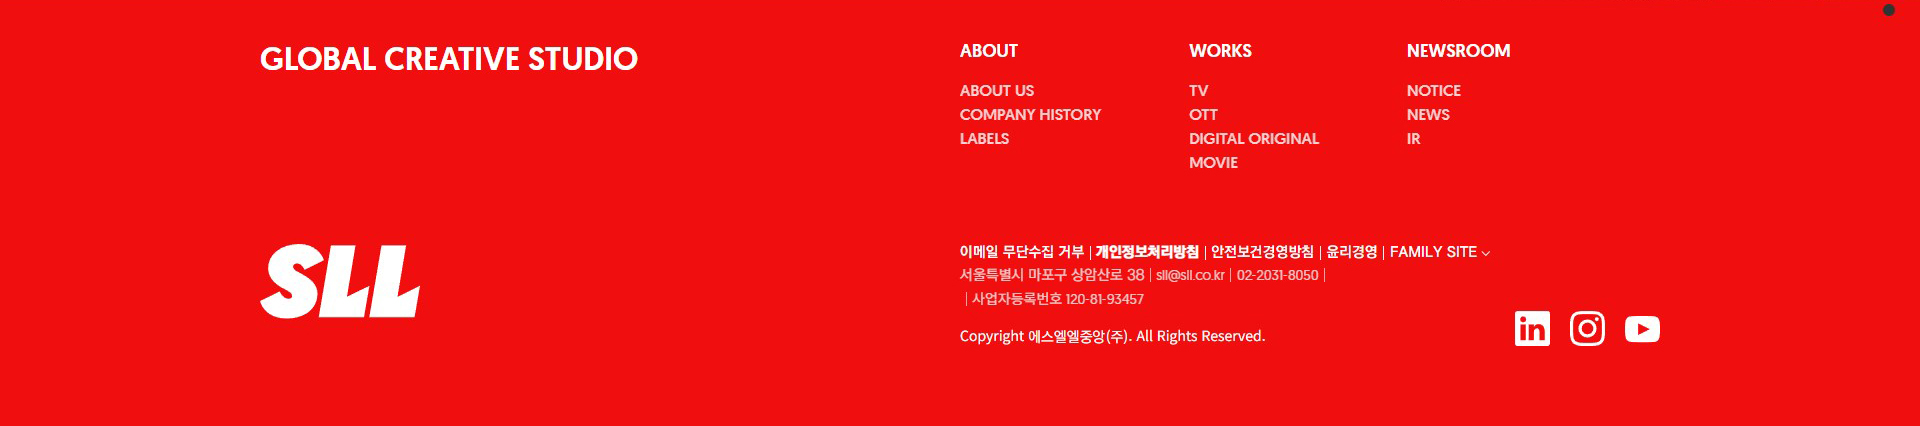 GLOBAL CREATIVE STUDIO
ABOUT
ABOUT US
COMPANY HISTORY
LABELS
WORKS
TV
OTT
DIGITAL ORIGINAL
MOVIE
NEWSROOM
NOTICE
NEWS
IR
SLL
이메일 무단수집 거부 | 개인정보처리방침 | 안전보건경영방침 | 윤리경영 | FAMILY SITE
서울특별시 마포구 상암산로 38 | sll@sll.co.kr | 02-2031-8050 |
| 사업자등록번호 120-81-93457
Copyright 에스엘엘중앙(주). All Rights Reserved.